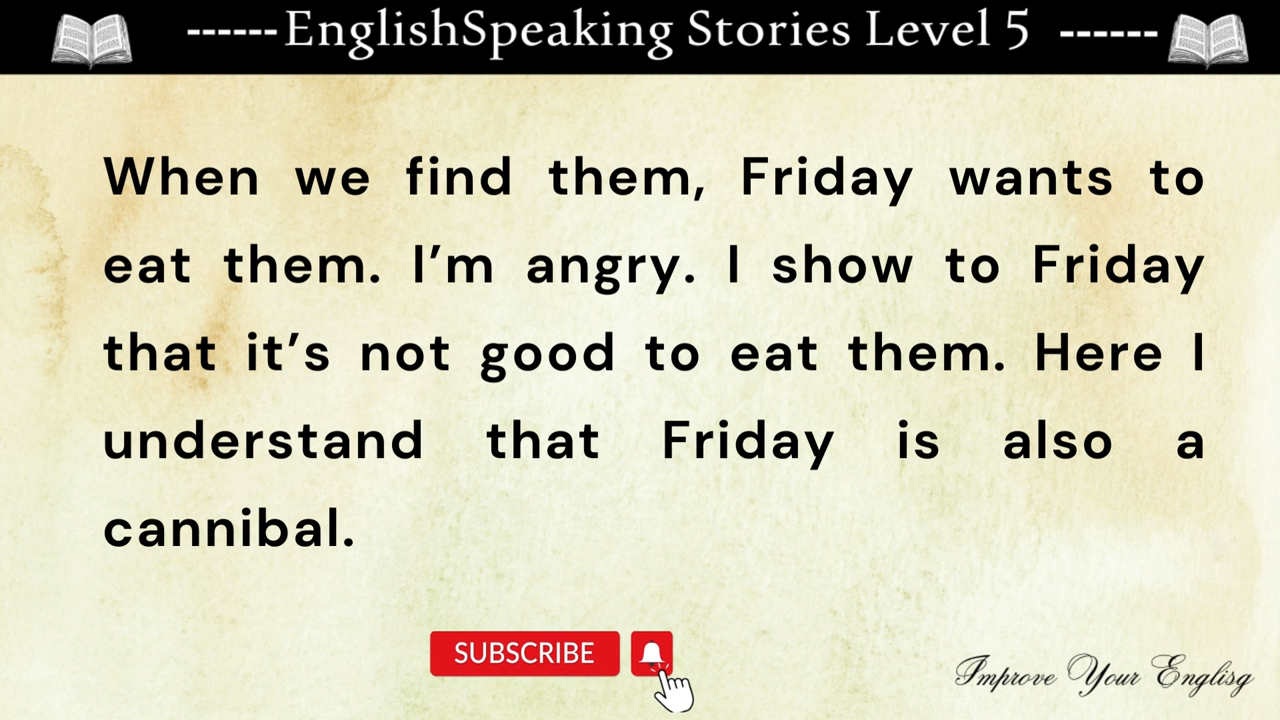 ------EnglishSpeaking Stories Level 5 ------
When we find them, Friday wants to
eat them. I’m angry. I show to Friday
that it’s not good to eat them. Here I
understand that Friday is also a
cannibal.
SUBSCRIBE
Improve Your Englisg